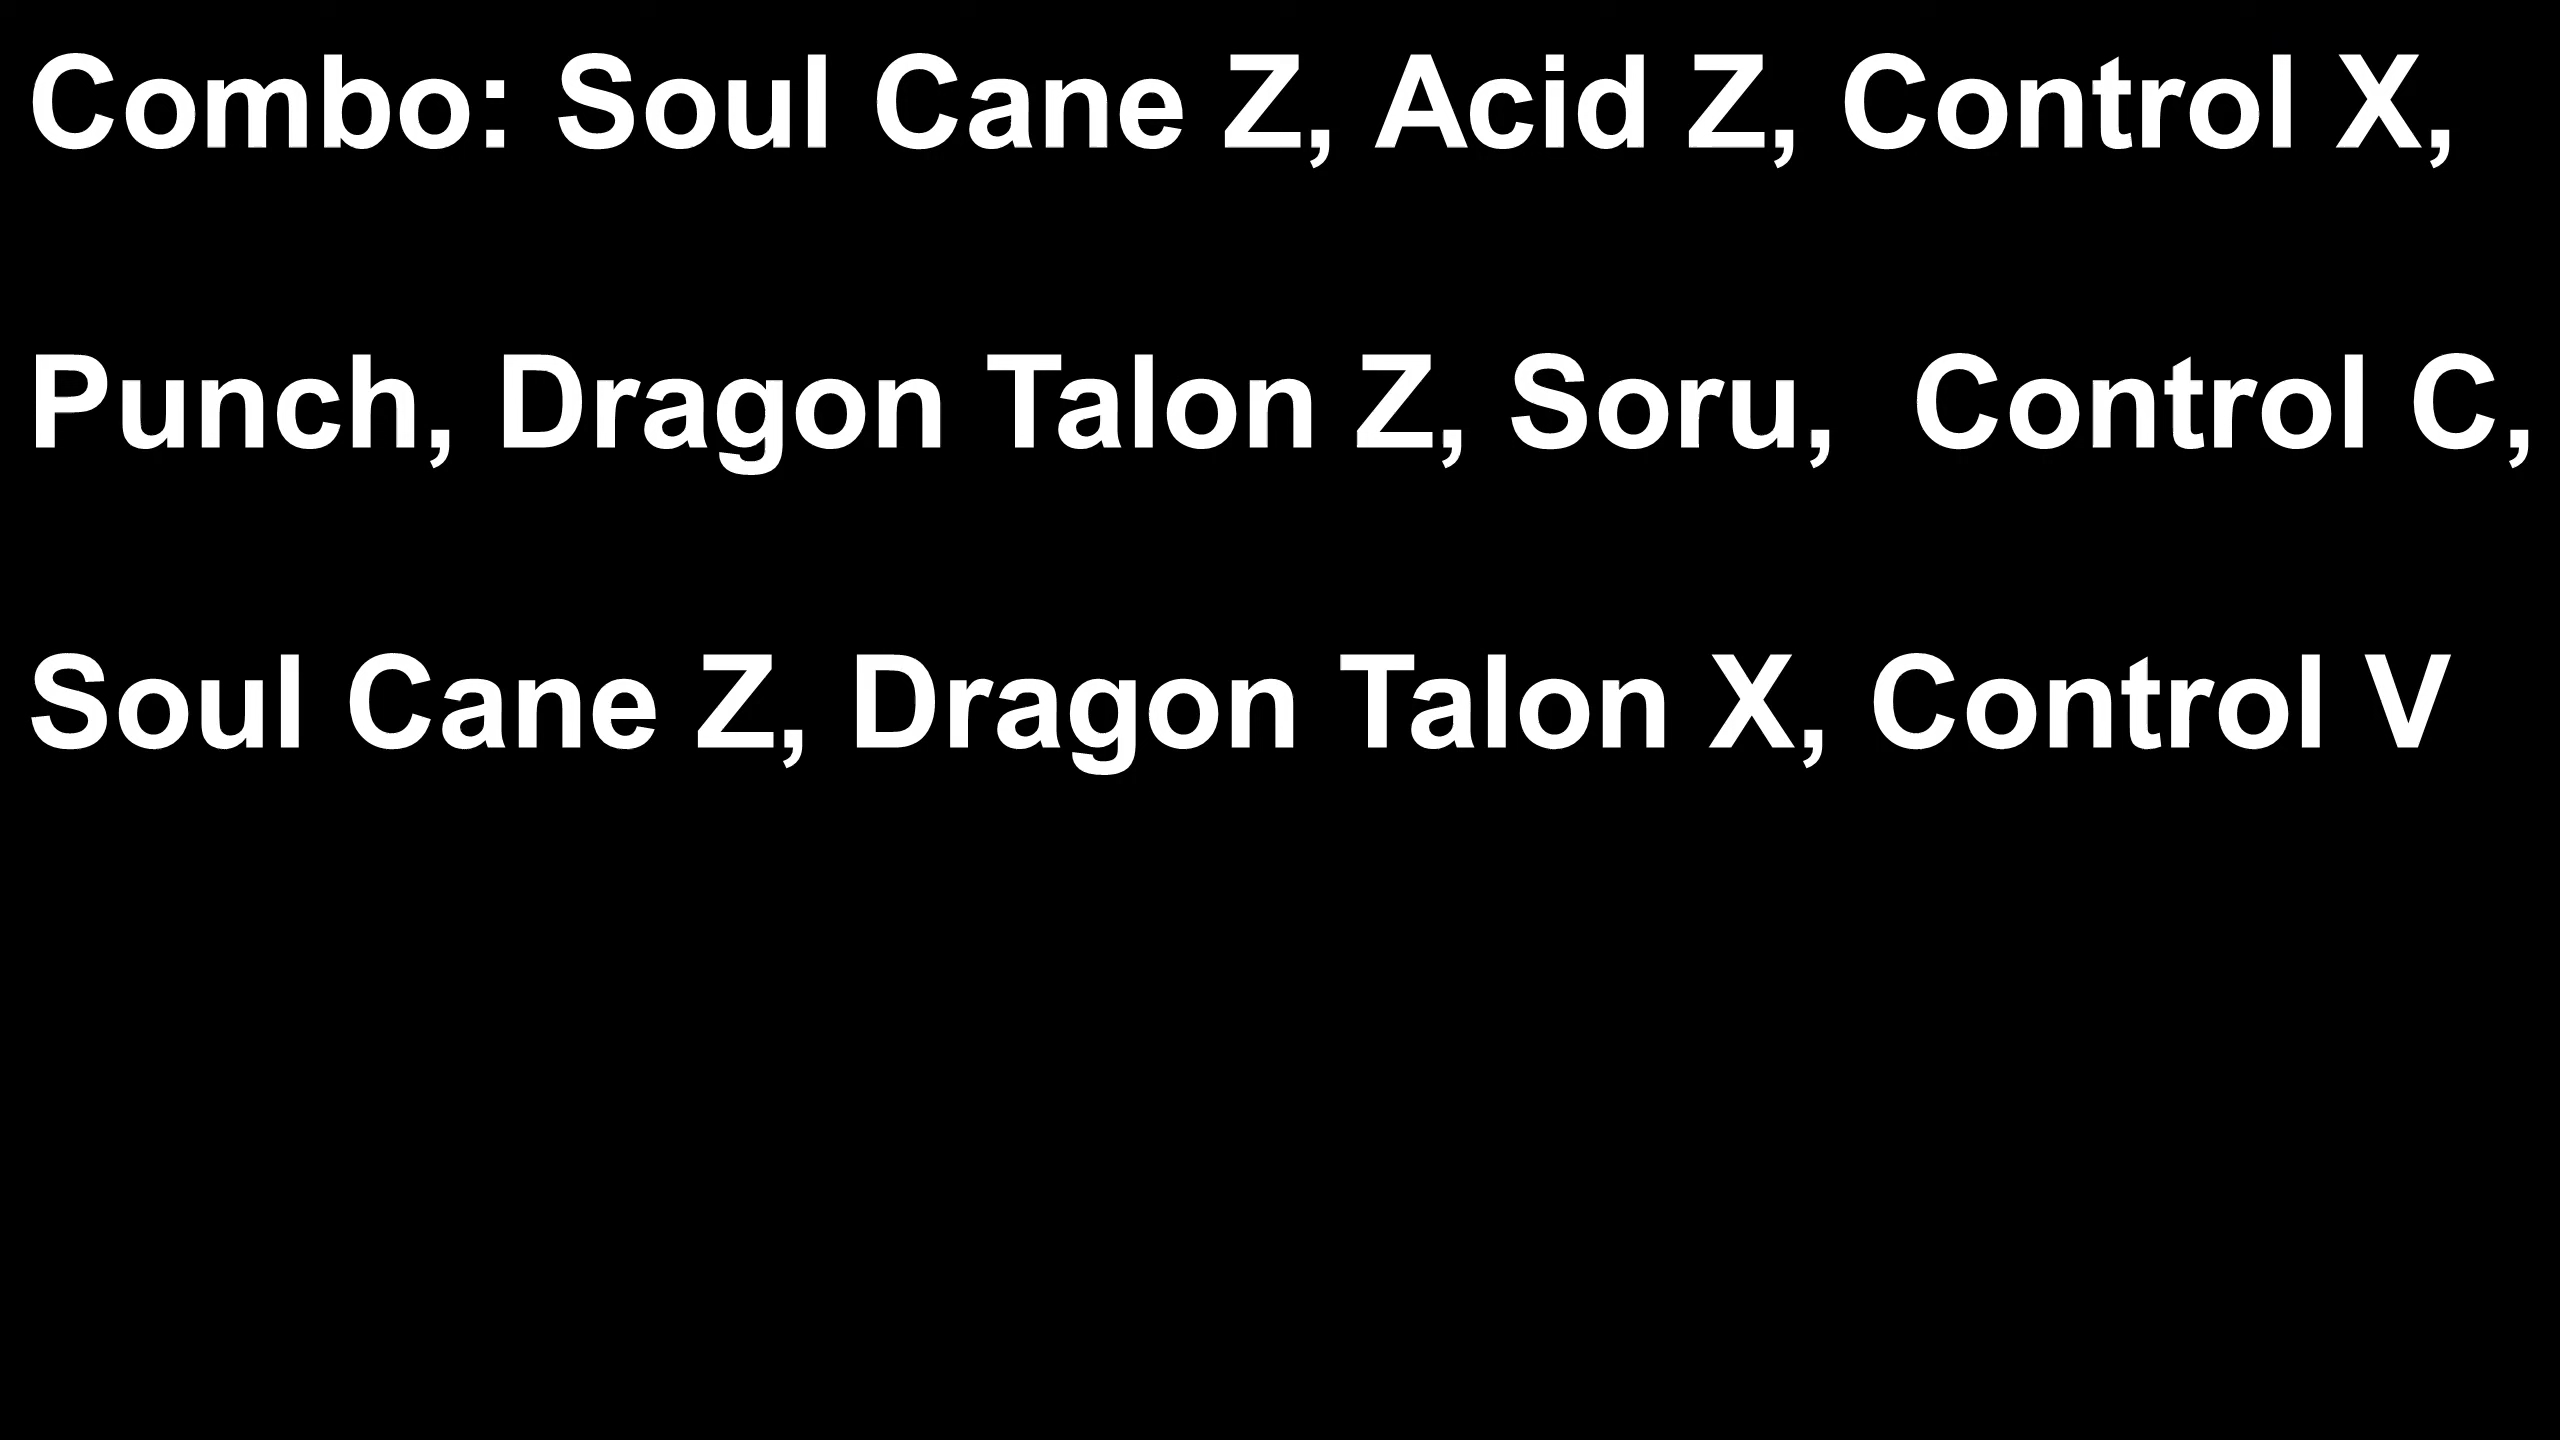 Combo: Soul Cane Z, Acid Z, Control X,
Punch, Dragon Talon Z, Soru,  Control C,
Soul Cane Z, Dragon Talon X, Control V